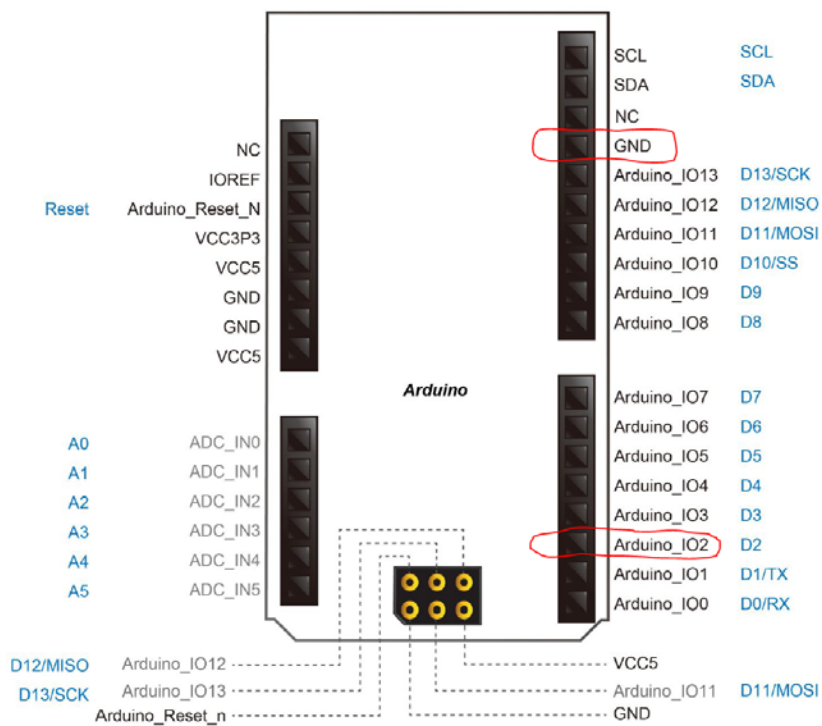 SCL SCL
SDA SDA
NC
GND
Arduino_IO13 D13/SCK
Arduino_IO12 D12/MISO
Arduino_IO11 D11/MOSI
Arduino_IO10 D10/SS
Arduino_IO9 D9
Arduino_IO8 D8
NC
IOREF
Reset Arduino_Reset_N
VCC3P3
VCC5
GND
GND
VCC5
Arduino
Arduino_IO7 D7
Arduino_IO6 D6
Arduino_IO5 D5
Arduino_IO4 D4
Arduino_IO3 D3
Arduino_IO2 D2
Arduino_IO1 D1/TX
Arduino_IO0 D0/RX
A0 ADC_IN0
A1 ADC_IN1
A2 ADC_IN2
A3 ADC_IN3
A4 ADC_IN4
A5 ADC_IN5
D12/MISO Arduino_IO12
D13/SCK Arduino_IO13
Arduino_Reset_n
VCC5
Arduino_IO11 D11/MOSI
GND